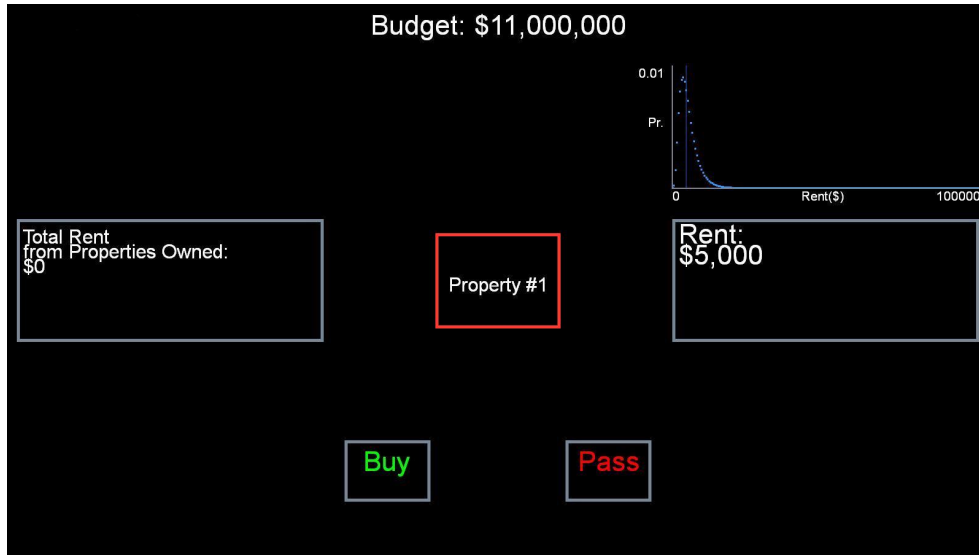 Budget: $11,000,000
0.01
Pr.
0
Rent($)
100000
Total Rent
from Properties Owned:
$0
Property #1
Rent:
$5,000
Buy
Pass